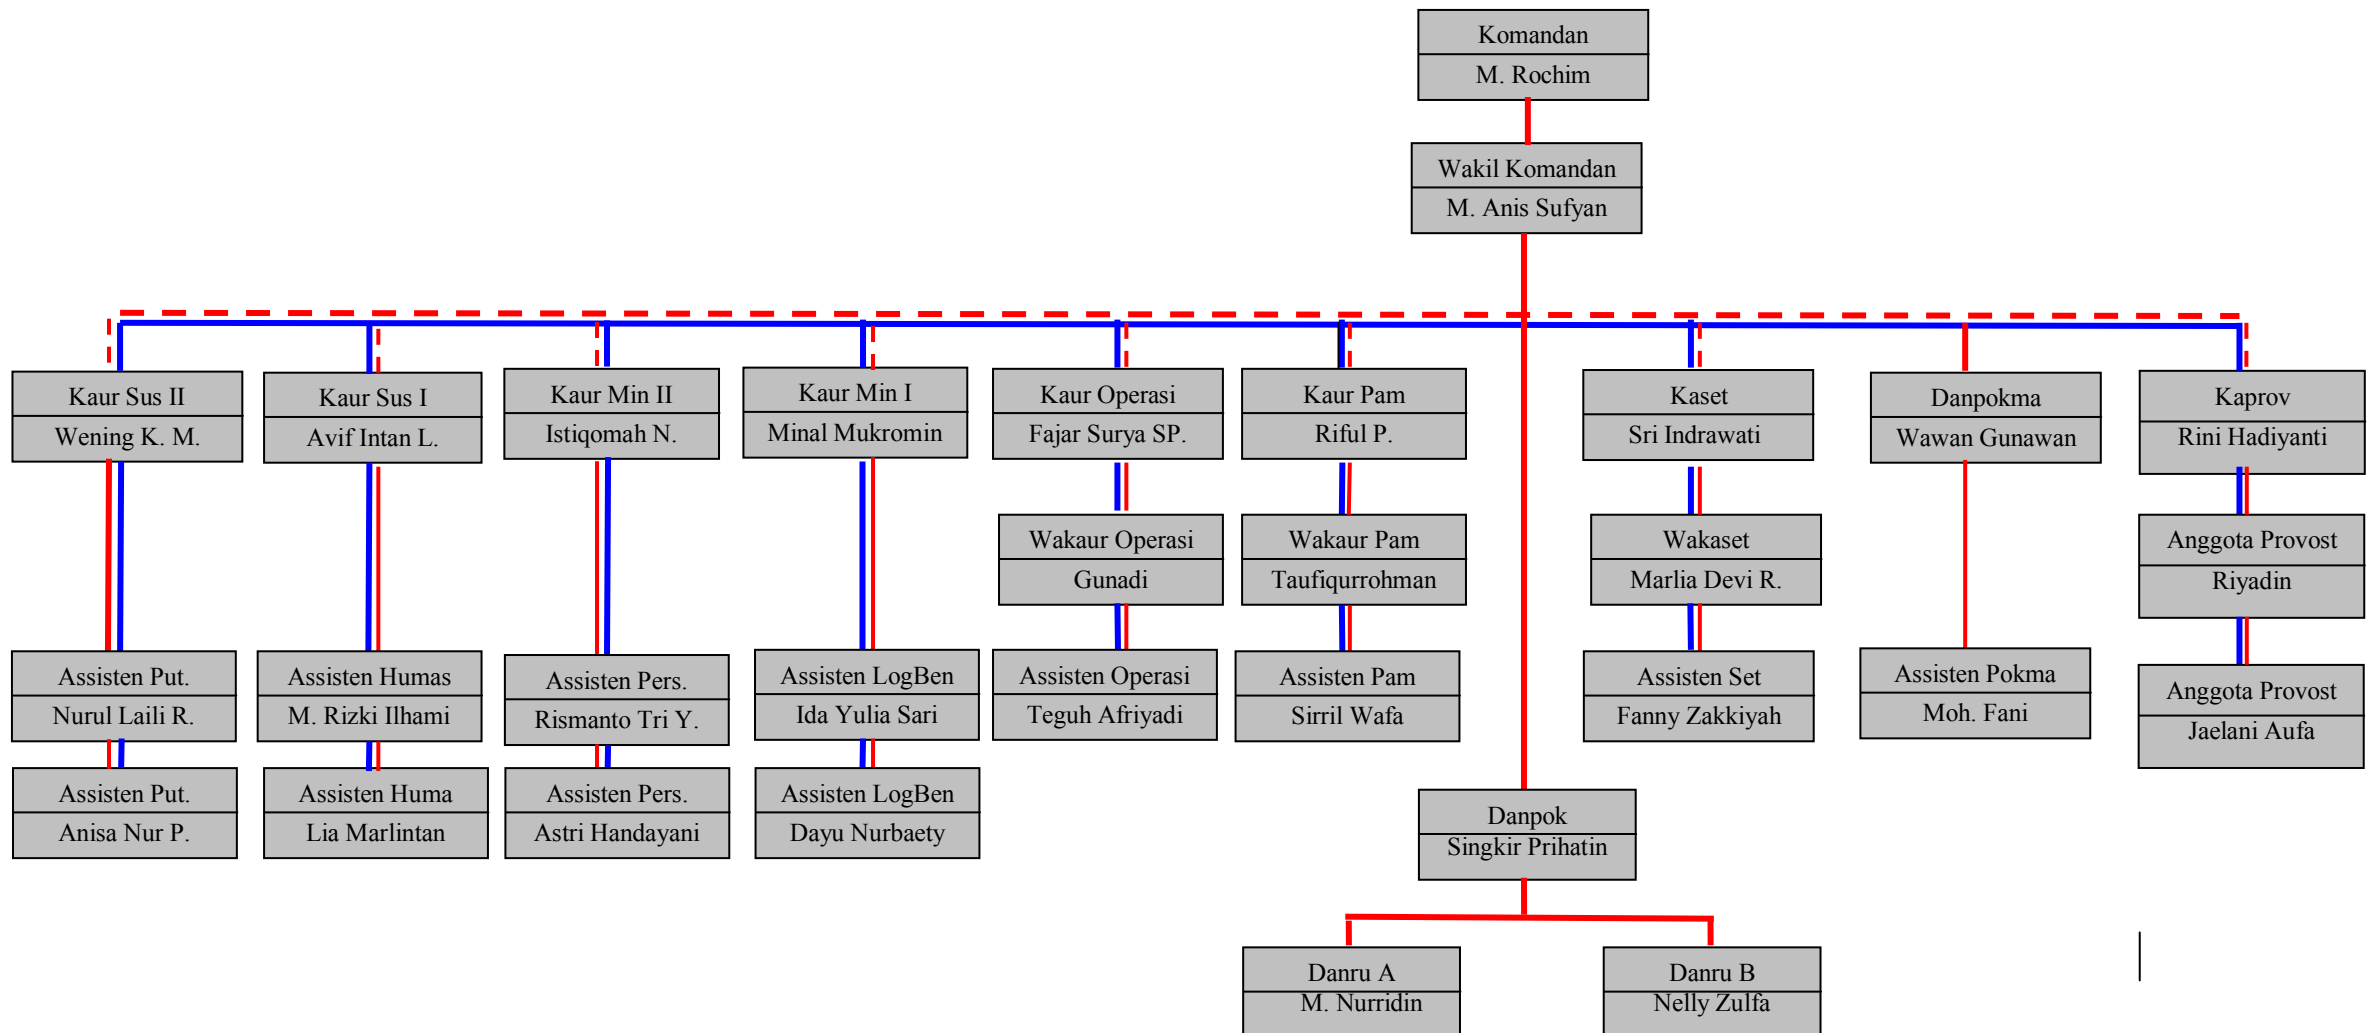 Komandan
M. Rochim
Wakil Komandan
M. Anis Sufyan
Kaur Sus II
Wening K. M.
Kaur Sus I
Avif Intan L.
Kaur Min II
Istiqomah N.
Kaur Min I
Minal Mukromin
Kaur Operasi
Fajar Surya SP.
Kaur Pam
Riful P.
Kaset
Sri Indrawati
Danpokma
Wawan Gunawan
Kaprov
Rini Hadiyanti
Wakaur Operasi
Gunadi
Wakaur Pam
Taufiqurrohman
Wakaset
Marlia Devi R.
Anggota Provost
Riyadin
Assisten Put.
Nurul Laili R.
Assisten Humas
M. Rizki Ilhami
Assisten Pers.
Rismanto Tri Y.
Assisten LogBen
Ida Yulia Sari
Assisten Operasi
Teguh Afriyadi
Assisten Pam
Sirril Wafa
Assisten Set
Fanny Zakkiyah
Assisten Pokma
Moh. Fani
Anggota Provost
Jaelani Aufa
Assisten Put.
Anisa Nur P.
Assisten Huma
Lia Marlintan
Assisten Pers.
Astri Handayani
Assisten LogBen
Dayu Nurbaety
Danpok
Singkir Prihatin
Danru A
M. Nurridin
Danru B
Nelly Zulfa